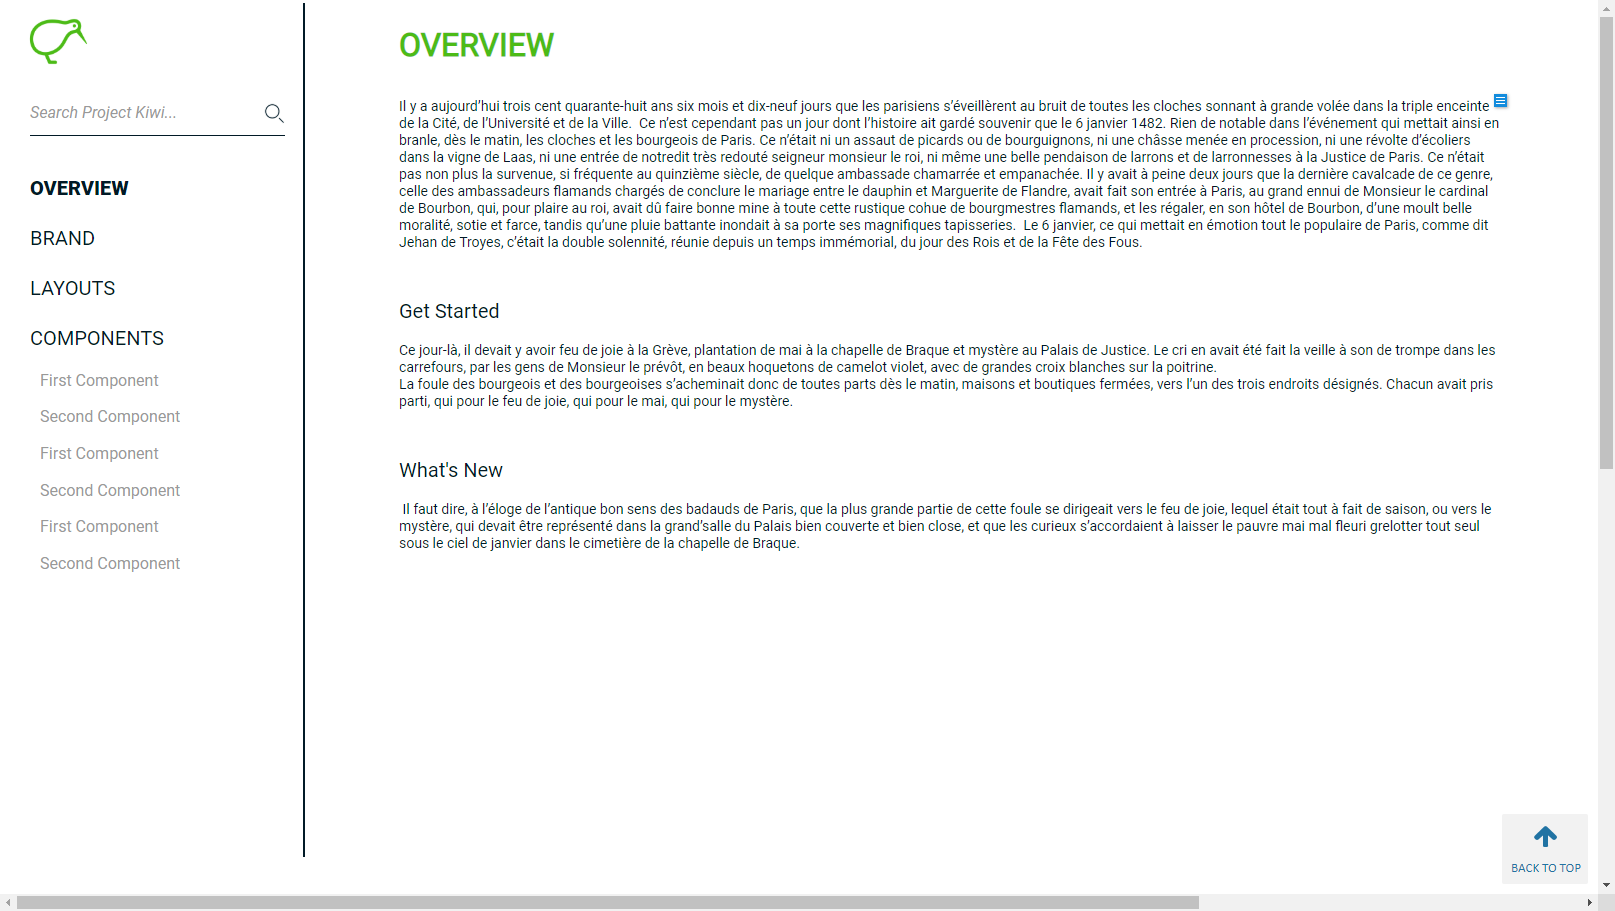 Search Project Kiwi...
OVERVIEW
BRAND
LAYOUTS
COMPONENTS
First Component
Second Component
First Component
Second Component
First Component
Second Component
OVERVIEW
Il y a aujourd’hui trois cent quarante-huit ans six mois et dix-neuf jours que les parisiens s’éveillèrent au bruit de toutes les cloches sonnant à grande volée dans la triple enceinte
de la Cité, de l’Université et de la Ville.  Ce n’est cependant pas un jour dont l’histoire ait gardé souvenir que le 6 janvier 1482. Rien de notable dans l’événement qui mettait ainsi en
branle, dès le matin, les cloches et les bourgeois de Paris. Ce n’était ni un assaut de picards ou de bourguignons, ni une châsse menée en procession, ni une révolte d’écoliers
dans la vigne de Laas, ni une entrée de notredit très redouté seigneur monsieur le roi, ni même une belle pendaison de larrons et de larronnesses à la Justice de Paris. Ce n’était
pas non plus la survenue, si fréquente au quinzième siècle, de quelque ambassade chamarrée et empanachée. Il y avait à peine deux jours que la dernière cavalcade de ce genre,
celle des ambassadeurs flamands chargés de conclure le mariage entre le dauphin et Marguerite de Flandre, avait fait son entrée à Paris, au grand ennui de Monsieur le cardinal
de Bourbon, qui, pour plaire au roi, avait dû faire bonne mine à toute cette rustique cohue de bourgmestres flamands, et les régaler, en son hôtel de Bourbon, d’une moult belle
moralité, sotie et farce, tandis qu’une pluie battante inondait à sa porte ses magnifiques tapisseries.  Le 6 janvier, ce qui mettait en émotion tout le populaire de Paris, comme dit
Jehan de Troyes, c’était la double solennité, réunie depuis un temps immémorial, du jour des Rois et de la Fête des Fous.
Get Started
Ce jour-là, il devait y avoir feu de joie à la Grève, plantation de mai à la chapelle de Braque et mystère au Palais de Justice. Le cri en avait été fait la veille à son de trompe dans les
carrefours, par les gens de Monsieur le prévôt, en beaux hoquetons de camelot violet, avec de grandes croix blanches sur la poitrine.
La foule des bourgeois et des bourgeoises s’acheminait donc de toutes parts dès le matin, maisons et boutiques fermées, vers l’un des trois endroits désignés. Chacun avait pris
parti, qui pour le feu de joie, qui pour le mai, qui pour le mystère.
What's New
Il faut dire, à l’éloge de l’antique bon sens des badauds de Paris, que la plus grande partie de cette foule se dirigeait vers le feu de joie, lequel était tout à fait de saison, ou vers le
mystère, qui devait être représenté dans la grand’salle du Palais bien couverte et bien close, et que les curieux s’accordaient à laisser le pauvre mai mal fleuri grelotter tout seul
sous le ciel de janvier dans le cimetière de la chapelle de Braque.
BACK TO TOP